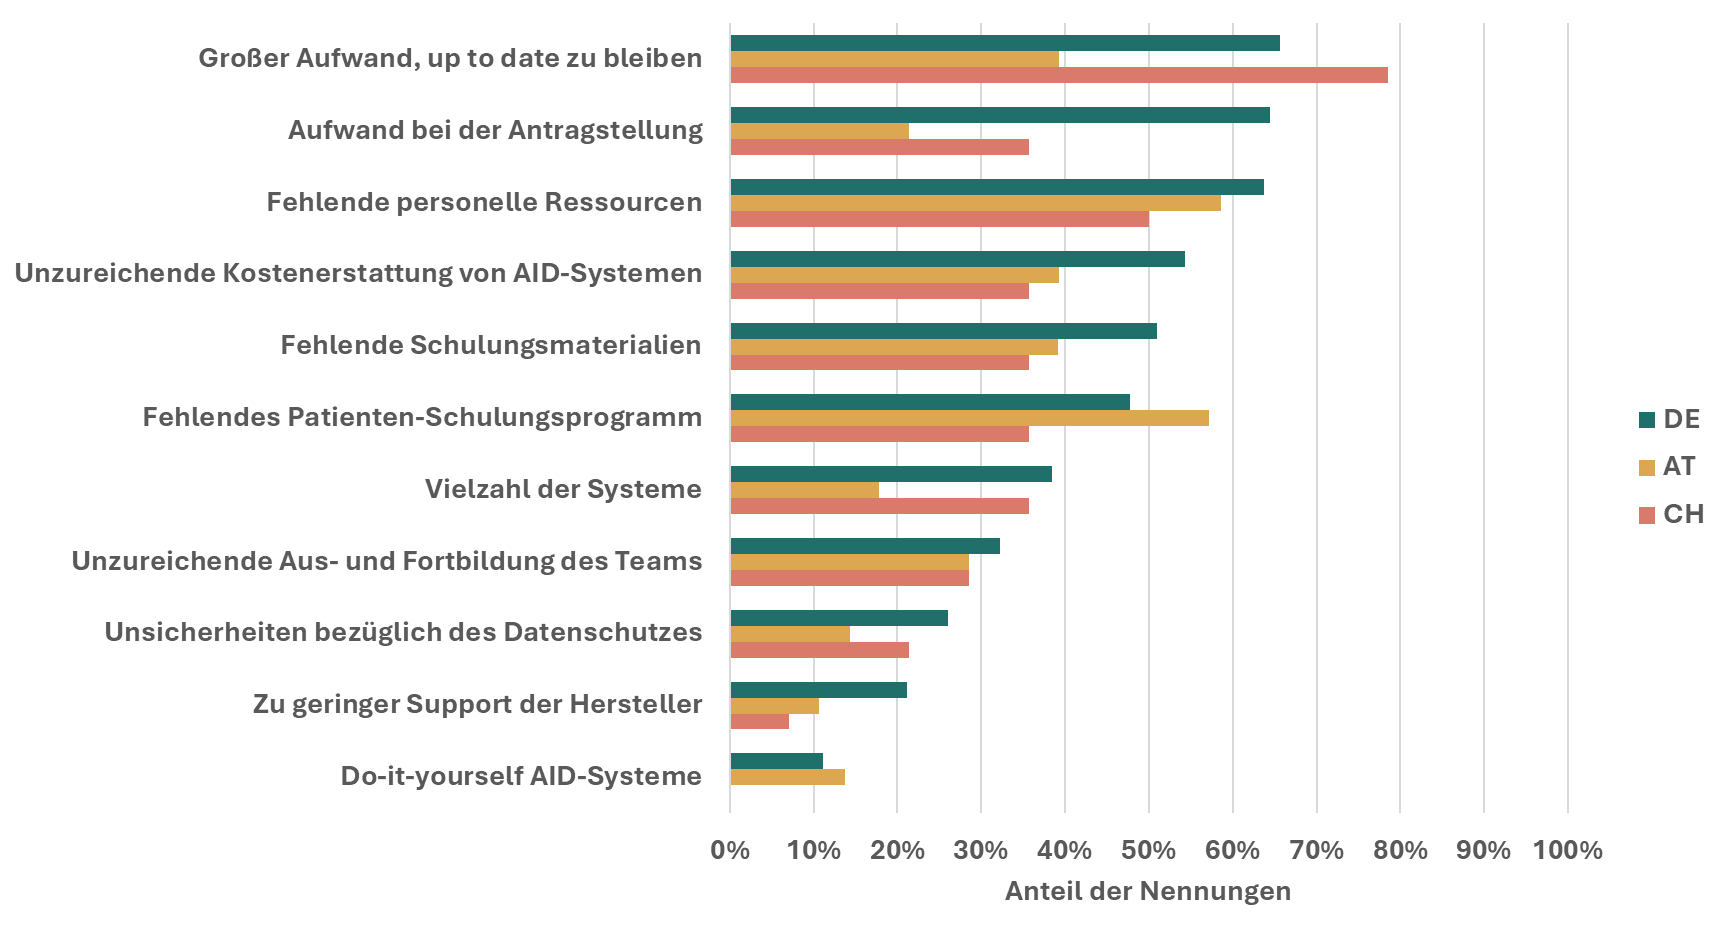 Großer Aufwand, up to date zu bleiben
Aufwand bei der Antragstellung
Fehlende personelle Ressourcen
Unzureichende Kostenerstattung von AID-Systemen
Fehlende Schulungsmaterialien
Fehlendes Patienten-Schulungsprogramm
Vielzahl der Systeme
Unzureichende Aus- und Fortbildung des Teams
Unsicherheiten bezüglich des Datenschutzes
Zu geringer Support der Hersteller
Do-it-yourself AID-Systeme
0% 10% 20% 30% 40% 50% 60% 70% 80% 90% 100%
Anteil der Nennungen
DE
AT
CH